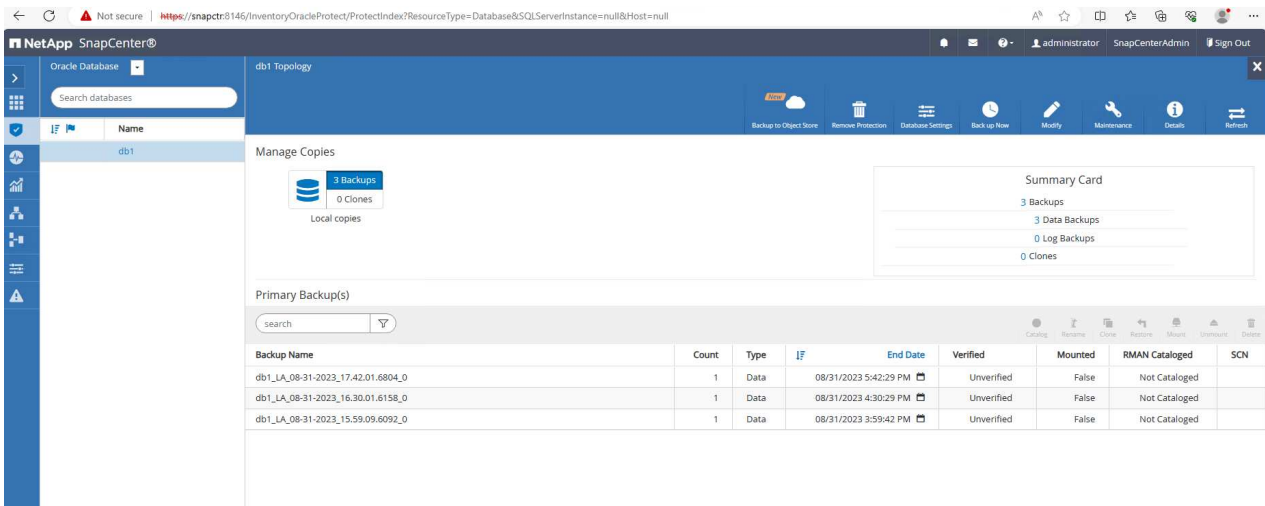 Not secure | https://snapctr:8146/InventoryOracleProtect/ProtectIndex?ResourceType=Database&SQLServerInstance=null&Host=null
NetApp SnapCenter® administrator SnapCenterAdmin Sign Out
Oracle Database db1 Topology
Search databases
New
Backup to Object Store Remove Protection Database Settings Back up Now Modify Maintenance Details Refresh
Name
db1
Manage Copies
3 Backups
0 Clones
Local copies
Summary Card
3 Backups
3 Data Backups
0 Log Backups
0 Clones
Primary Backup(s)
search
Catalog Rename Clone Restore Mount Unmount Delete
Backup Name Count Type End Date Verified Mounted RMAN Cataloged SCN
db1_LA_08-31-2023_17.42.01.6804_0 1 Data 08/31/2023 5:42:29 PM Unverified False Not Cataloged
db1_LA_08-31-2023_16.30.01.6158_0 1 Data 08/31/2023 4:30:29 PM Unverified False Not Cataloged
db1_LA_08-31-2023_15.59.09.6092_0 1 Data 08/31/2023 3:59:42 PM Unverified False Not Cataloged